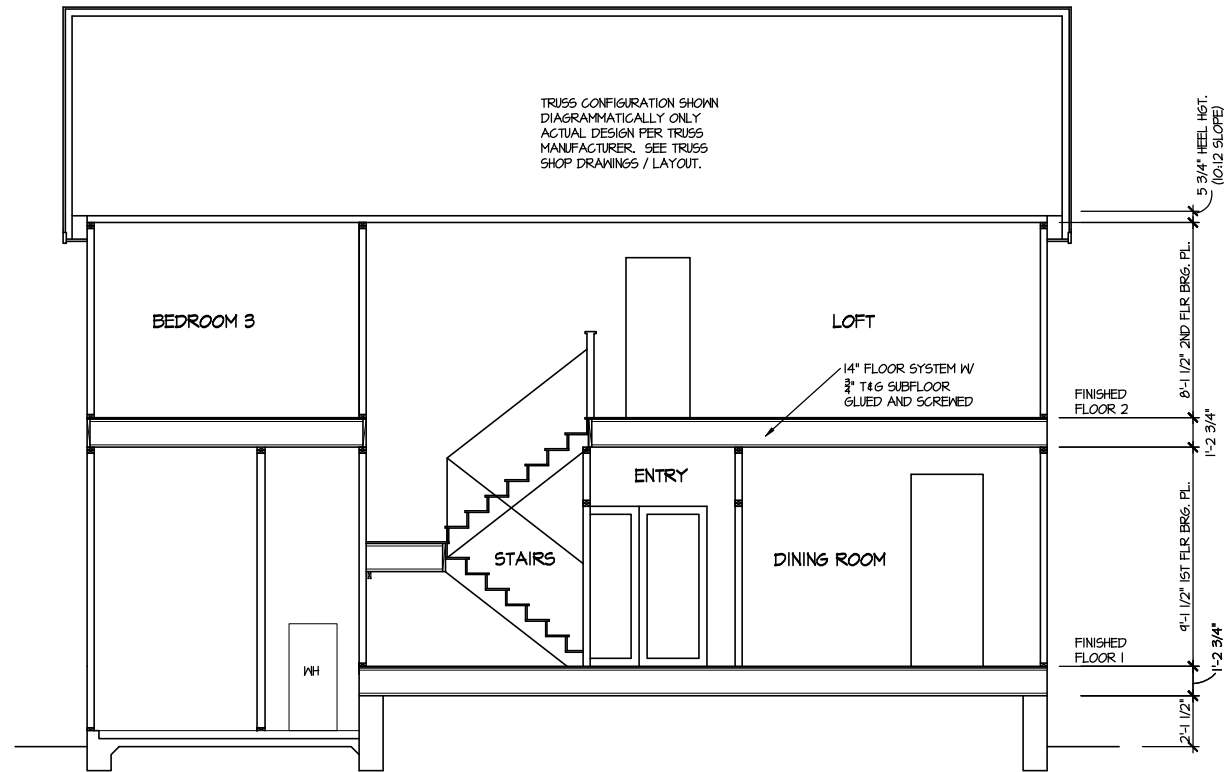 TRUSS CONFIGURATION SHOWN
DIAGRAMMATICALLY ONLY
ACTUAL DESIGN PER TRUSS
MANUFACTURER. SEE TRUSS
SHOP DRAWINGS / LAYOUT.
5 3/4" HEEL HGT.
(10:12 SLOPE)
BEDROOM 3
LOFT
8'-1 1/2" 2ND FLR BRG. PL.
14" FLOOR SYSTEM W/
3/4" T&G SUBFLOOR
GLUED AND SCREWED
FINISHED
FLOOR 2
1'-2 3/4"
ENTRY
STAIRS
DINING ROOM
9'-1 1/2" 1ST FLR BRG. PL.
FINISHED
FLOOR 1
1'-2 3/4"
WH
2'-1 1/2"